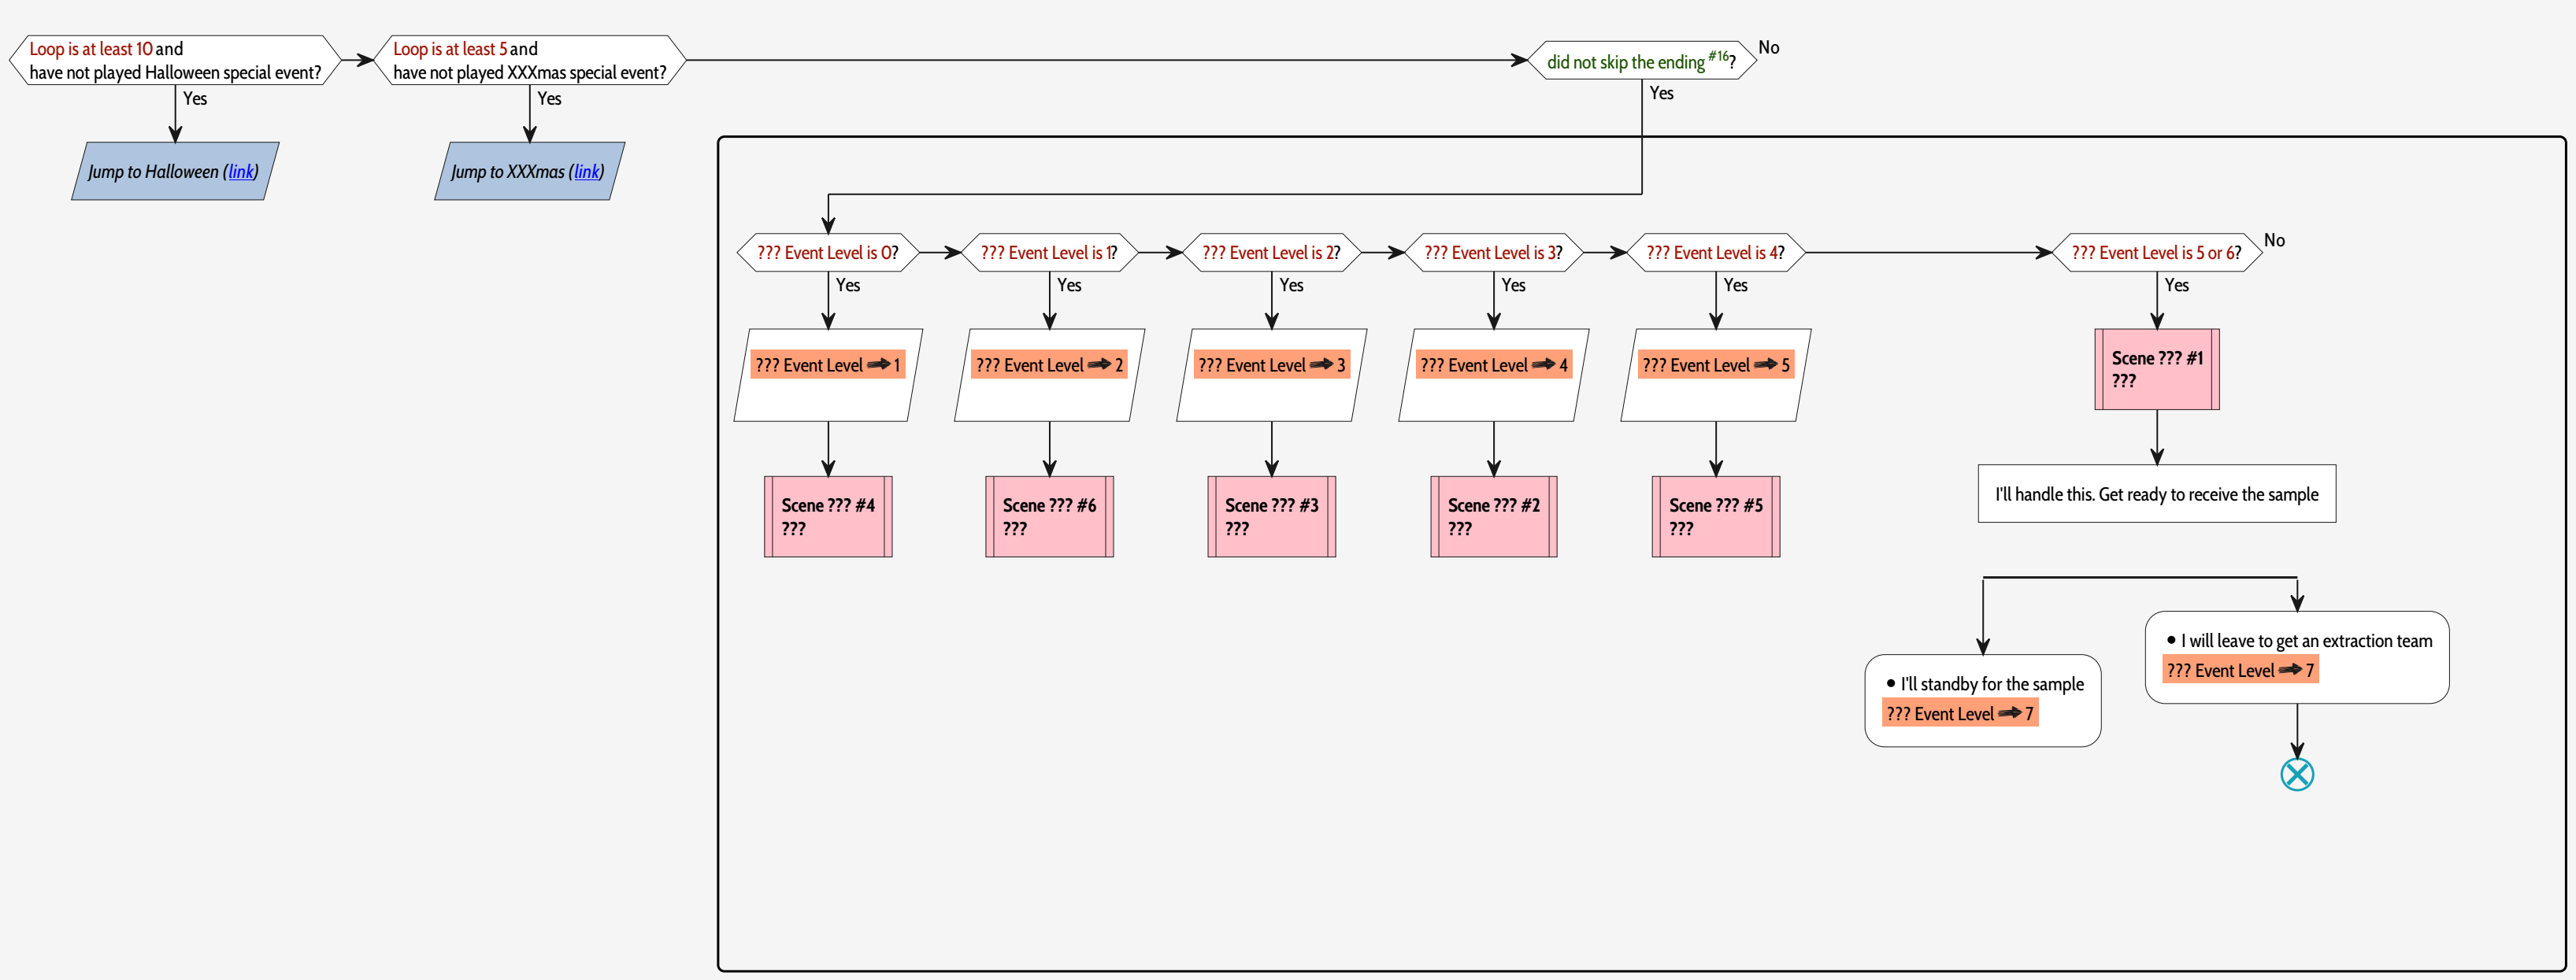 Loop is at least 10 and
have not played Halloween special event?
Yes
Jump to Halloween (link)
Loop is at least 5 and
have not played XXXmas special event?
Yes
Jump to XXXmas (link)
did not skip the ending #16?
No
Yes
??? Event Level is 0?
Yes
??? Event Level ➡ 1
Scene ??? #4
???
??? Event Level is 1?
Yes
??? Event Level ➡ 2
Scene ??? #6
???
??? Event Level is 2?
Yes
??? Event Level ➡ 3
Scene ??? #3
???
??? Event Level is 3?
Yes
??? Event Level ➡ 4
Scene ??? #2
???
??? Event Level is 4?
Yes
??? Event Level ➡ 5
Scene ??? #5
???
??? Event Level is 5 or 6?
No
Yes
Scene ??? #1
???
I'll handle this. Get ready to receive the sample
• I'll standby for the sample
??? Event Level ➡ 7
• I will leave to get an extraction team
??? Event Level ➡ 7